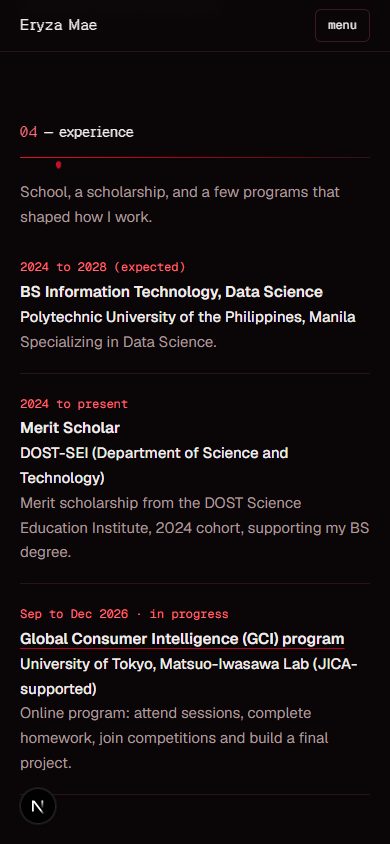 Eryza Mae
menu
04 — experience
School, a scholarship, and a few programs that
shaped how I work.
2024 to 2028 (expected)
BS Information Technology, Data Science
Polytechnic University of the Philippines, Manila
Specializing in Data Science.
2024 to present
Merit Scholar
DOST-SEI (Department of Science and
Technology)
Merit scholarship from the DOST Science
Education Institute, 2024 cohort, supporting my BS
degree.
Sep to Dec 2026 · in progress
Global Consumer Intelligence (GCI) program
University of Tokyo, Matsuo-Iwasawa Lab (JICA-
supported)
Online program: attend sessions, complete
homework, join competitions and build a final
project.
N